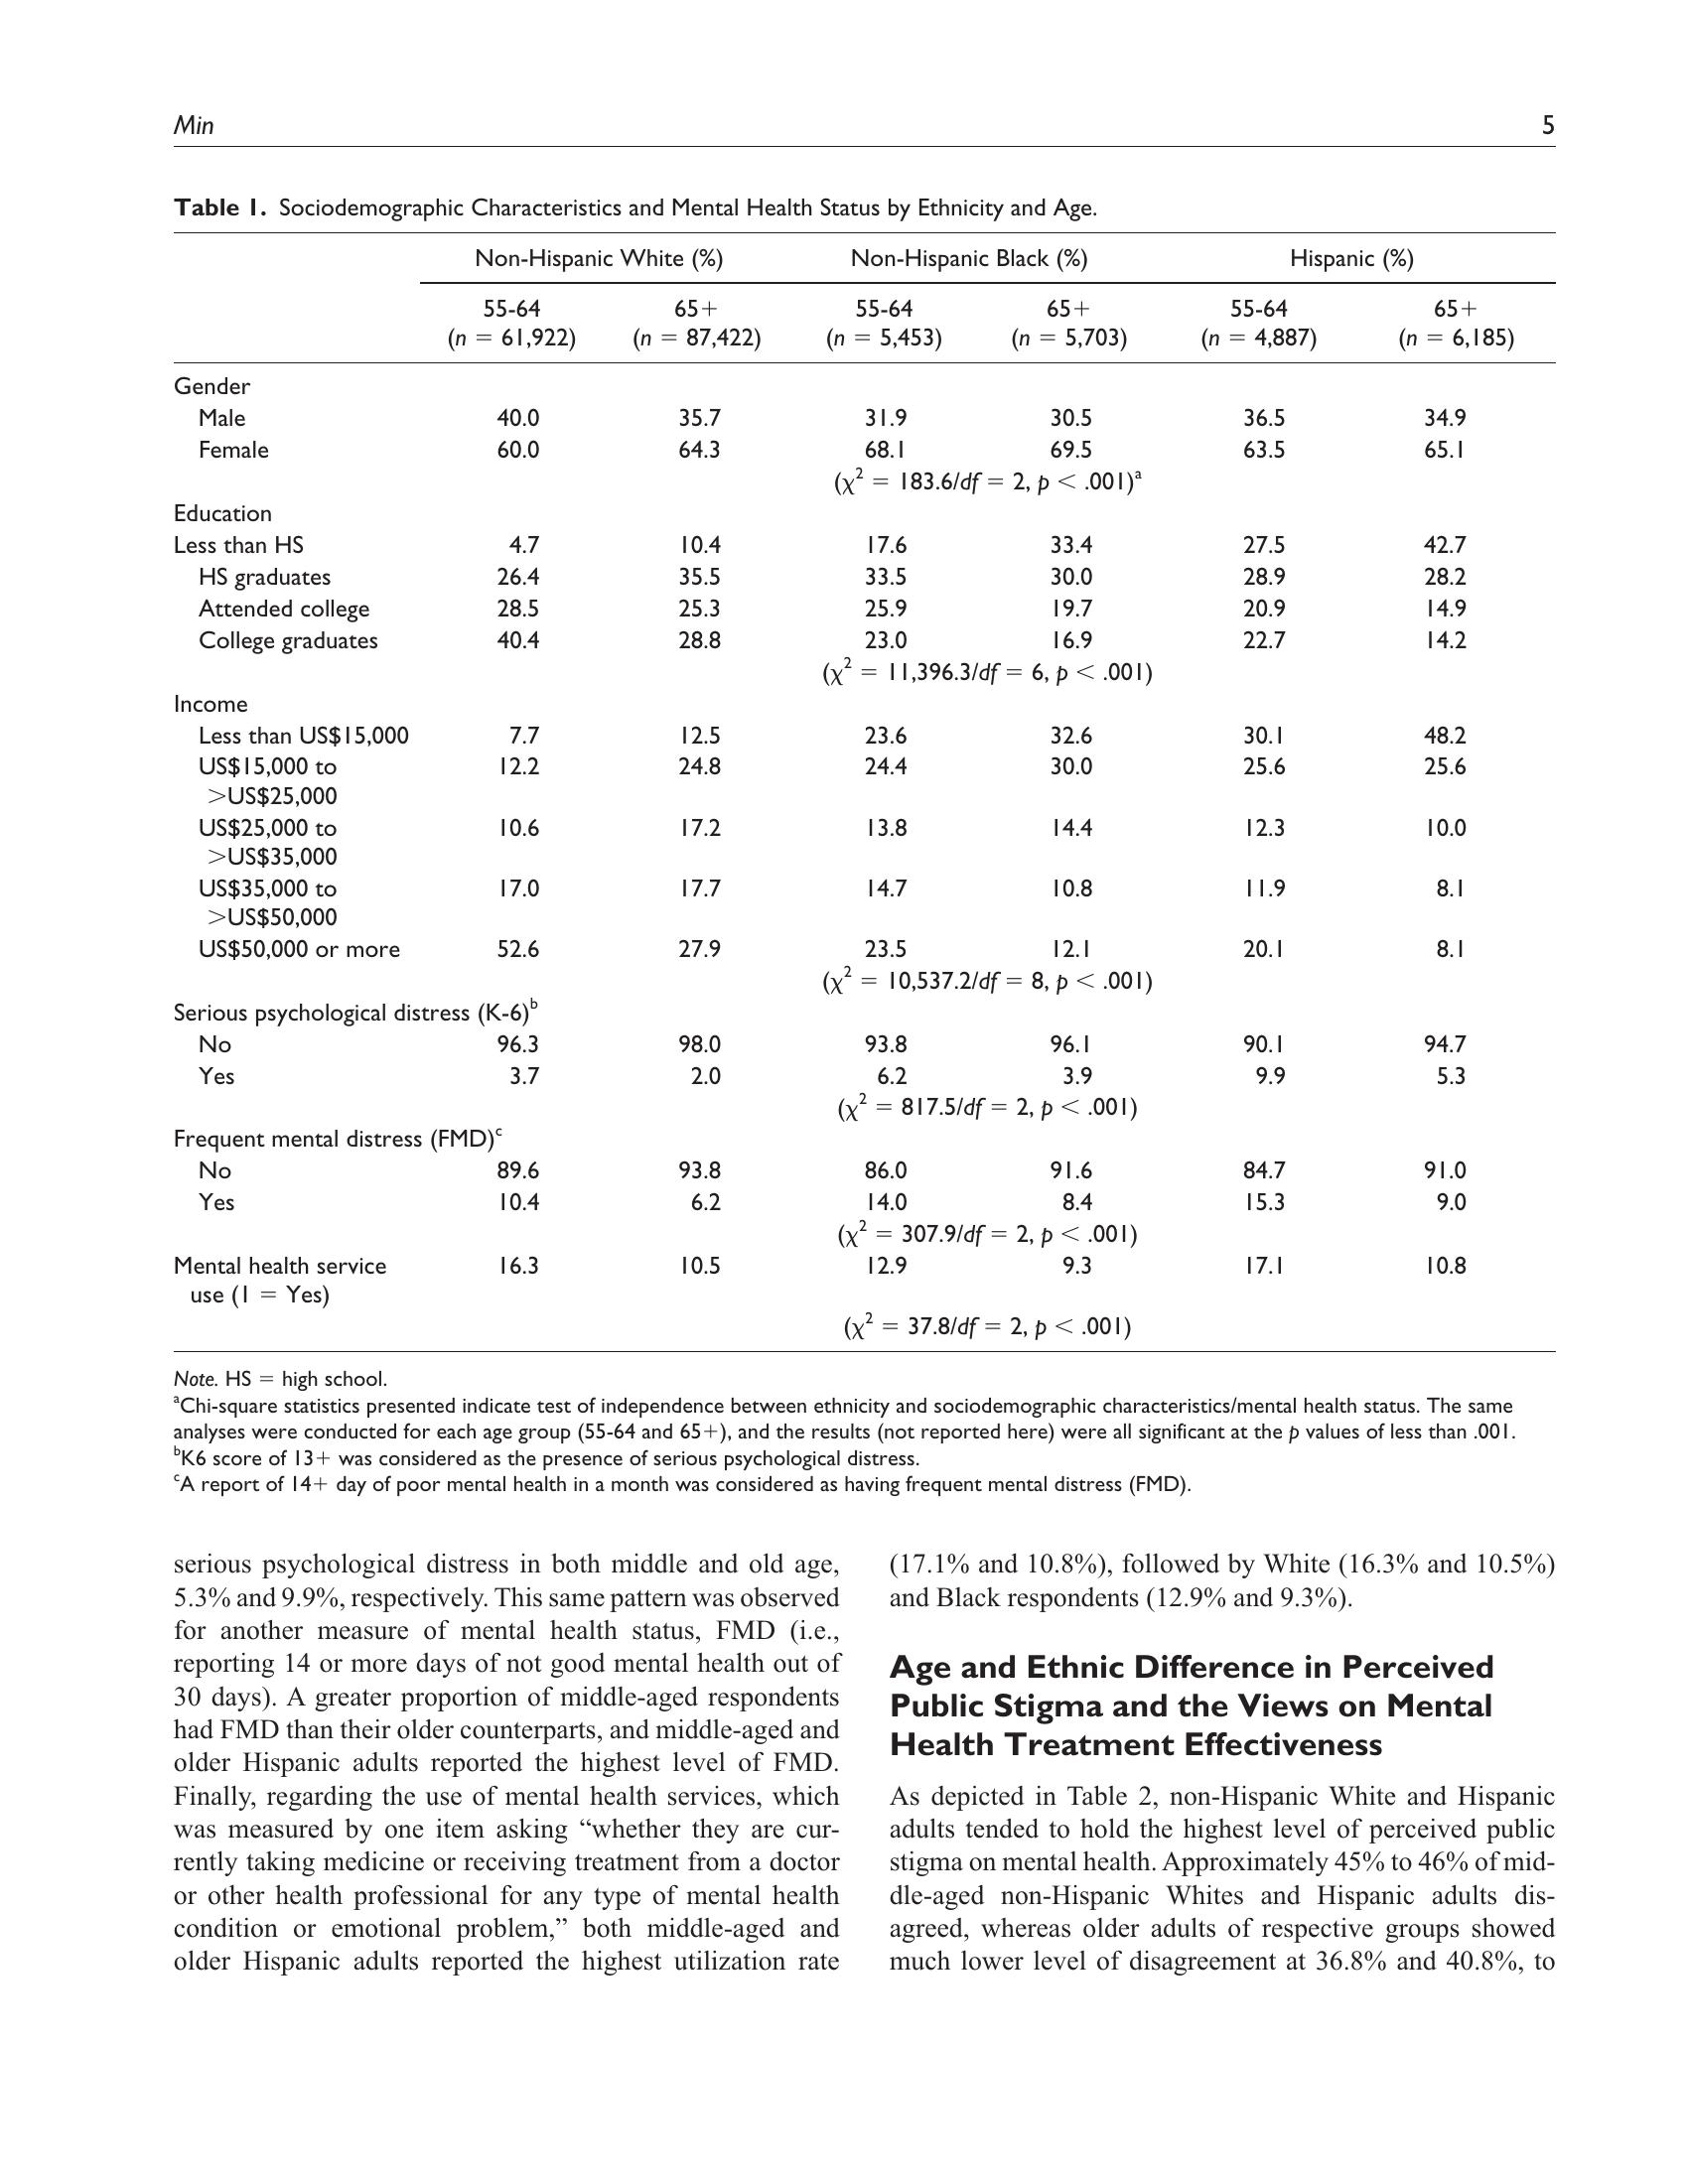 Min 5
Table 1. Sociodemographic Characteristics and Mental Health Status by Ethnicity and Age.
Non-Hispanic White (%) Non-Hispanic Black (%) Hispanic (%)
55-64 65+ 55-64 65+ 55-64 65+
(n = 61,922) (n = 87,422) (n = 5,453) (n = 5,703) (n = 4,887) (n = 6,185)
Gender
Male 40.0 35.7 31.9 30.5 36.5 34.9
Female 60.0 64.3 68.1 69.5 63.5 65.1
(χ² = 183.6/df = 2, p < .001)ᵃ
Education
Less than HS 4.7 10.4 17.6 33.4 27.5 42.7
HS graduates 26.4 35.5 33.5 30.0 28.9 28.2
Attended college 28.5 25.3 25.9 19.7 20.9 14.9
College graduates 40.4 28.8 23.0 16.9 22.7 14.2
(χ² = 11,396.3/df = 6, p < .001)
Income
Less than US$15,000 7.7 12.5 23.6 32.6 30.1 48.2
US$15,000 to 12.2 24.8 24.4 30.0 25.6 25.6
>US$25,000
US$25,000 to 10.6 17.2 13.8 14.4 12.3 10.0
>US$35,000
US$35,000 to 17.0 17.7 14.7 10.8 11.9 8.1
>US$50,000
US$50,000 or more 52.6 27.9 23.5 12.1 20.1 8.1
(χ² = 10,537.2/df = 8, p < .001)
Serious psychological distress (K-6)ᵇ
No 96.3 98.0 93.8 96.1 90.1 94.7
Yes 3.7 2.0 6.2 3.9 9.9 5.3
(χ² = 817.5/df = 2, p < .001)
Frequent mental distress (FMD)ᶜ
No 89.6 93.8 86.0 91.6 84.7 91.0
Yes 10.4 6.2 14.0 8.4 15.3 9.0
(χ² = 307.9/df = 2, p < .001)
Mental health service 16.3 10.5 12.9 9.3 17.1 10.8
use (1 = Yes)
(χ² = 37.8/df = 2, p < .001)
Note. HS = high school.
ᵃChi-square statistics presented indicate test of independence between ethnicity and sociodemographic characteristics/mental health status. The same
analyses were conducted for each age group (55-64 and 65+), and the results (not reported here) were all significant at the p values of less than .001.
ᵇK6 score of 13+ was considered as the presence of serious psychological distress.
ᶜA report of 14+ day of poor mental health in a month was considered as having frequent mental distress (FMD).
serious psychological distress in both middle and old age,
5.3% and 9.9%, respectively. This same pattern was observed
for another measure of mental health status, FMD (i.e.,
reporting 14 or more days of not good mental health out of
30 days). A greater proportion of middle-aged respondents
had FMD than their older counterparts, and middle-aged and
older Hispanic adults reported the highest level of FMD.
Finally, regarding the use of mental health services, which
was measured by one item asking “whether they are cur-
rently taking medicine or receiving treatment from a doctor
or other health professional for any type of mental health
condition or emotional problem,” both middle-aged and
older Hispanic adults reported the highest utilization rate
(17.1% and 10.8%), followed by White (16.3% and 10.5%)
and Black respondents (12.9% and 9.3%).
Age and Ethnic Difference in Perceived
Public Stigma and the Views on Mental
Health Treatment Effectiveness
As depicted in Table 2, non-Hispanic White and Hispanic
adults tended to hold the highest level of perceived public
stigma on mental health. Approximately 45% to 46% of mid-
dle-aged non-Hispanic Whites and Hispanic adults dis-
agreed, whereas older adults of respective groups showed
much lower level of disagreement at 36.8% and 40.8%, to